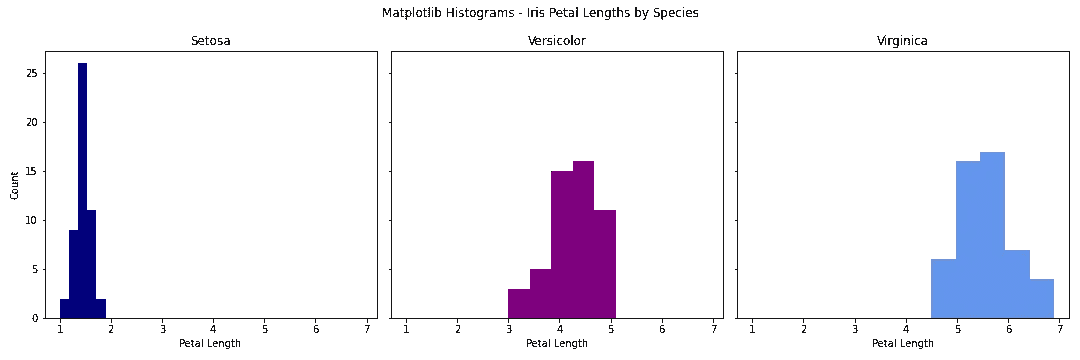 Matplotlib Histograms - Iris Petal Lengths by Species
Setosa
Versicolor
Virginica
25
20
15
10
5
0
Count
1 2 3 4 5 6 7
1 2 3 4 5 6 7
1 2 3 4 5 6 7
Petal Length
Petal Length
Petal Length